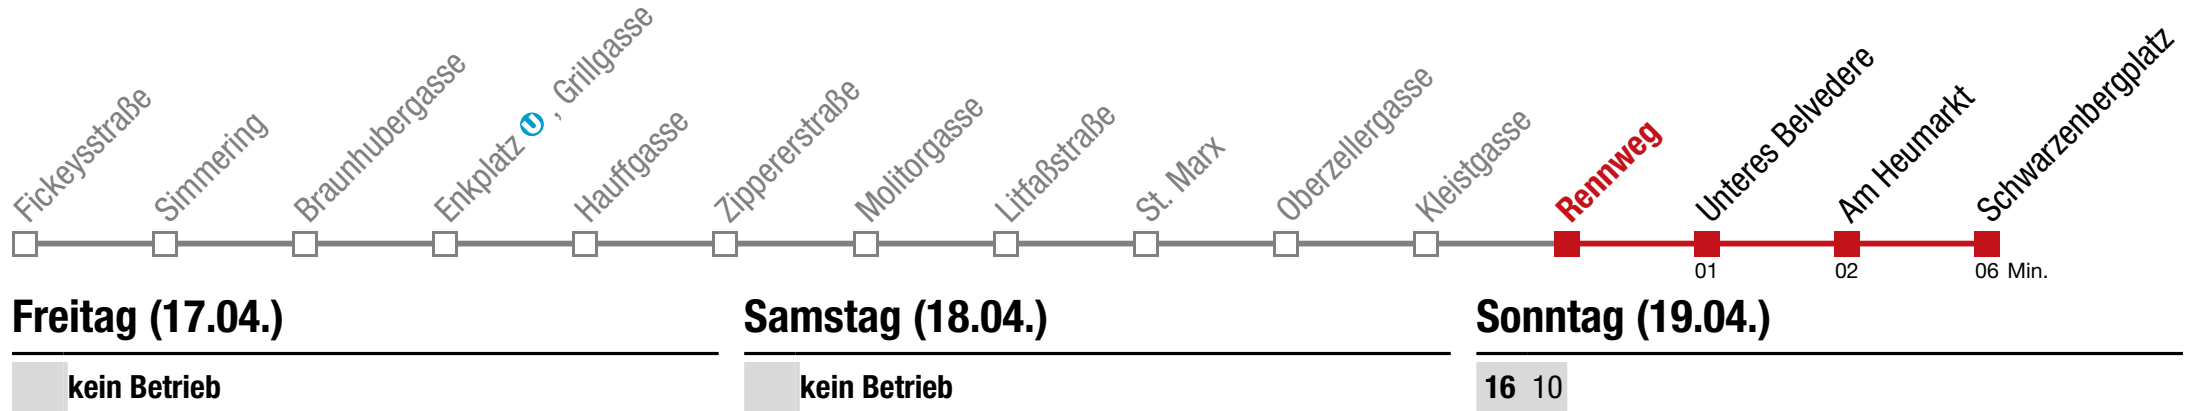 Fickeysstraße
Simmering
Braunhubergasse
Enkplatz U, Grillgasse
Hauffgasse
Zippererstraße
Molitorgasse
Litfaßstraße
St. Marx
Oberzellergasse
Kleistgasse
Rennweg
Unteres Belvedere
Am Heumarkt
Schwarzenbergplatz
01 02 06 Min.
Freitag (17.04.) Samstag (18.04.) Sonntag (19.04.)
kein Betrieb kein Betrieb 16 10